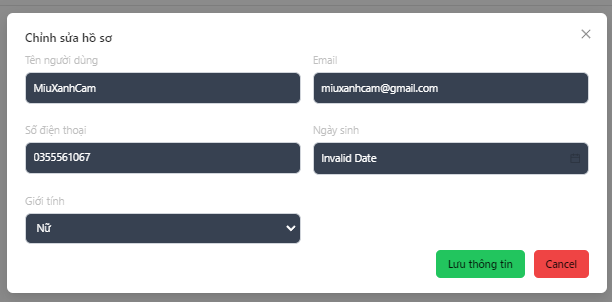 Chỉnh sửa hồ sơ
Tên người dùng
Email
MiuXanhCam
miuxanhcam@gmail.com
Số điện thoại
Ngày sinh
0355561067
Invalid Date
Giới tính
Nữ
Lưu thông tin
Cancel